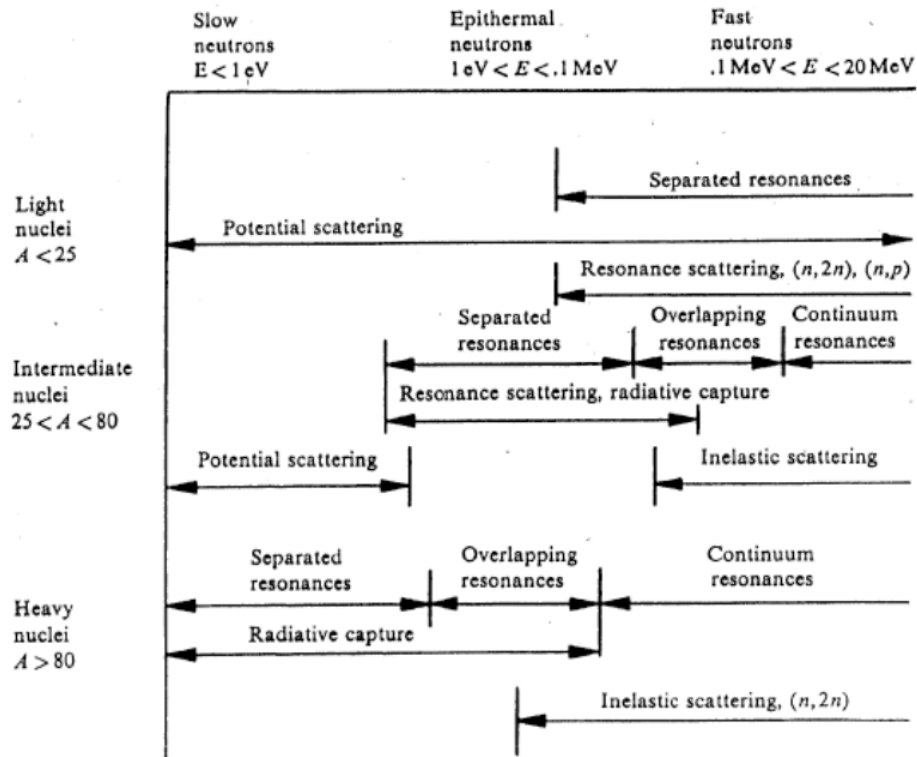 Slow
neutrons
E < 1 eV
Epithermal
neutrons
1 eV < E < .1 MeV
Fast
neutrons
.1 MeV < E < 20 MeV
Light
nuclei
A < 25
Separated resonances
Potential scattering
Resonance scattering, (n,2n), (n,p)
Intermediate
nuclei
25 < A < 80
Separated
resonances
Overlapping
resonances
Continuum
resonances
Resonance scattering, radiative capture
Potential scattering
Inelastic scattering
Heavy
nuclei
A > 80
Separated
resonances
Overlapping
resonances
Continuum
resonances
Radiative capture
Inelastic scattering, (n,2n)